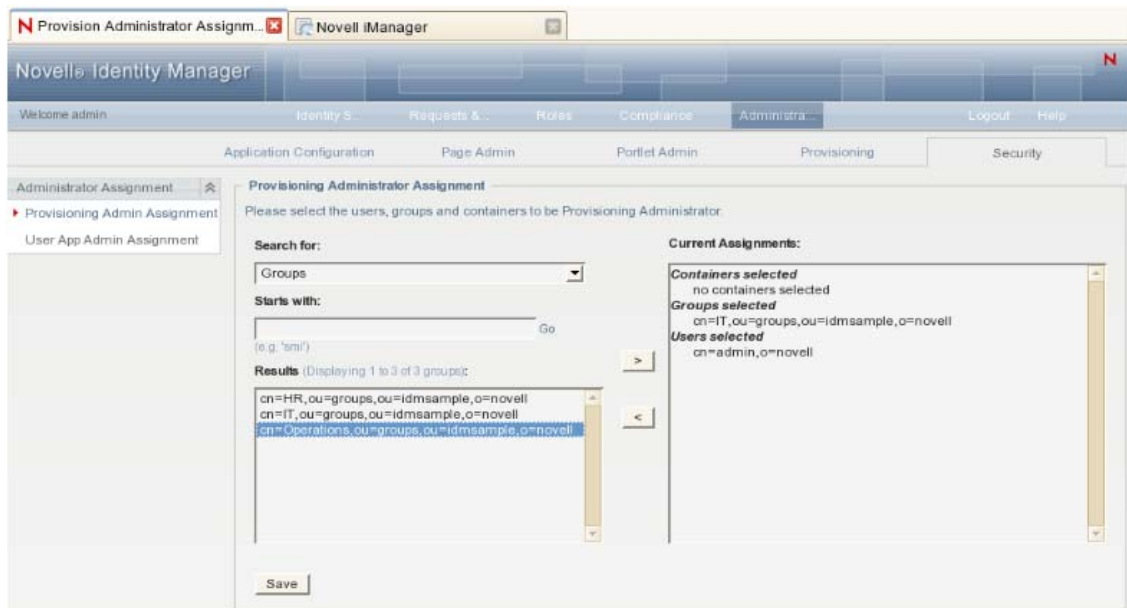 N Provision Administrator Assignm... Novell iManager
Novell® Identity Manager N
Welcome admin Identity S... Requests &... Roles Compliance Administra... Logout Help
Application Configuration Page Admin Portlet Admin Provisioning Security
Administrator Assignment
Provisioning Admin Assignment
User App Admin Assignment
Provisioning Administrator Assignment
Please select the users, groups and containers to be Provisioning Administrator.
Search for:
Groups
Starts with:
Go
(e.g. 'smi')
Results (Displaying 1 to 3 of 3 groups):
cn=HR,ou=groups,ou=idmsample,o=novell
cn=IT,ou=groups,ou=idmsample,o=novell
cn=Operations,ou=groups,ou=idmsample,o=novell
>
<
Current Assignments:
Containers selected
no containers selected
Groups selected
cn=IT,ou=groups,ou=idmsample,o=novell
Users selected
cn=admin,o=novell
Save